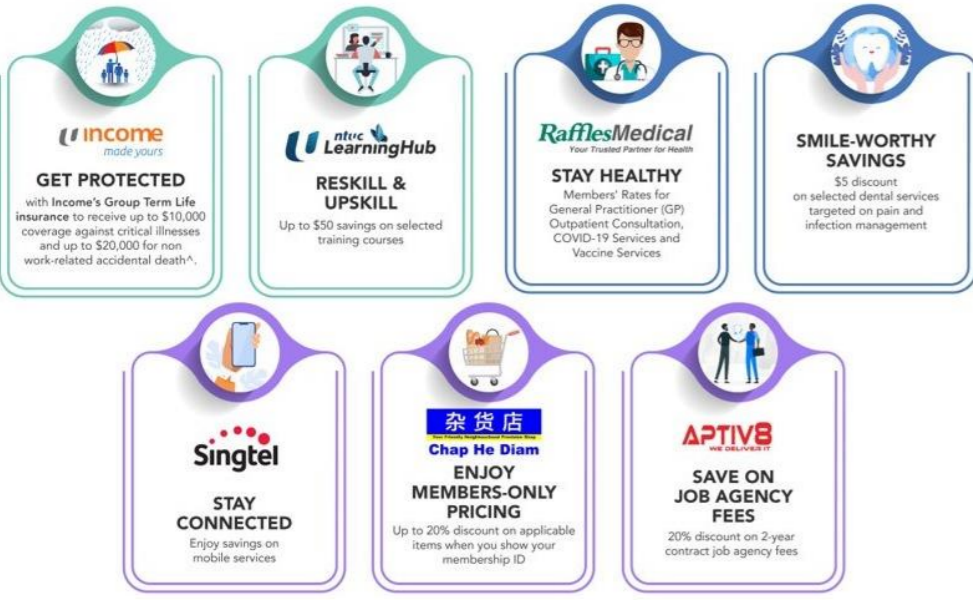 income
made yours
GET PROTECTED
with Income's Group Term Life
insurance to receive up to $10,000
coverage against critical illnesses
and up to $20,000 for non
work-related accidental death^.
ntuc
LearningHub
RESKILL &
UPSKILL
Up to $50 savings on selected
training courses
RafflesMedical
Your Trusted Partner for Health
STAY HEALTHY
Members' Rates for
General Practitioner (GP)
Outpatient Consultation,
COVID-19 Services and
Vaccine Services
SMILE-WORTHY
SAVINGS
$5 discount
on selected dental services
targeted on pain and
infection management
Singtel
STAY
CONNECTED
Enjoy savings on
mobile services
杂货店
Your Friendly Neighbourhood Provision Shop
Chap He Diam
ENJOY
MEMBERS-ONLY
PRICING
Up to 20% discount on applicable
items when you show your
membership ID
APTIV8
WE DELIVER IT
SAVE ON
JOB AGENCY
FEES
20% discount on 2-year
contract job agency fees